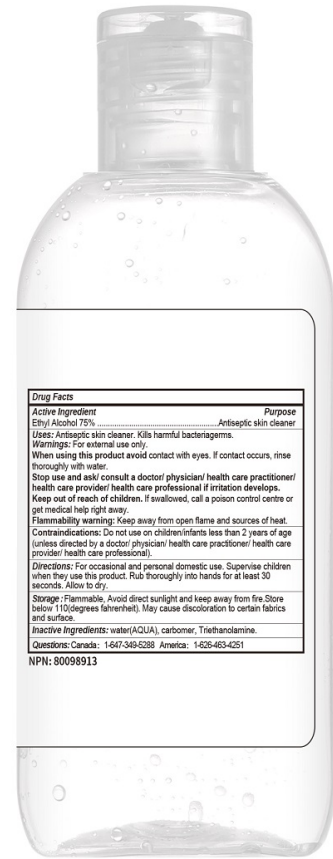 Drug Facts
Active Ingredient Purpose
Ethyl Alcohol 75% ......................................................Antiseptic skin cleaner
Uses: Antiseptic skin cleaner. Kills harmful bacteriagerms.
Warnings: For external use only.
When using this product avoid contact with eyes. If contact occurs, rinse
thoroughly with water.
Stop use and ask/ consult a doctor/ physician/ health care practitioner/
health care provider/ health care professional if irritation develops.
Keep out of reach of children. If swallowed, call a poison control centre or
get medical help right away.
Flammability warning: Keep away from open flame and sources of heat.
Contraindications: Do not use on children/infants less than 2 years of age
(unless directed by a doctor/ physician/ health care practitioner/ health care
provider/ health care professional).
Directions: For occasional and personal domestic use. Supervise children
when they use this product. Rub thoroughly into hands for at least 30
seconds. Allow to dry.
Storage: Flammable, Avoid direct sunlight and keep away from fire.Store
below 110(degrees fahrenheit). May cause discoloration to certain fabrics
and surface.
Inactive Ingredients: water(AQUA), carbomer, Triethanolamine.
Questions: Canada：1-647-349-5288 America：1-626-463-4251
NPN: 80098913